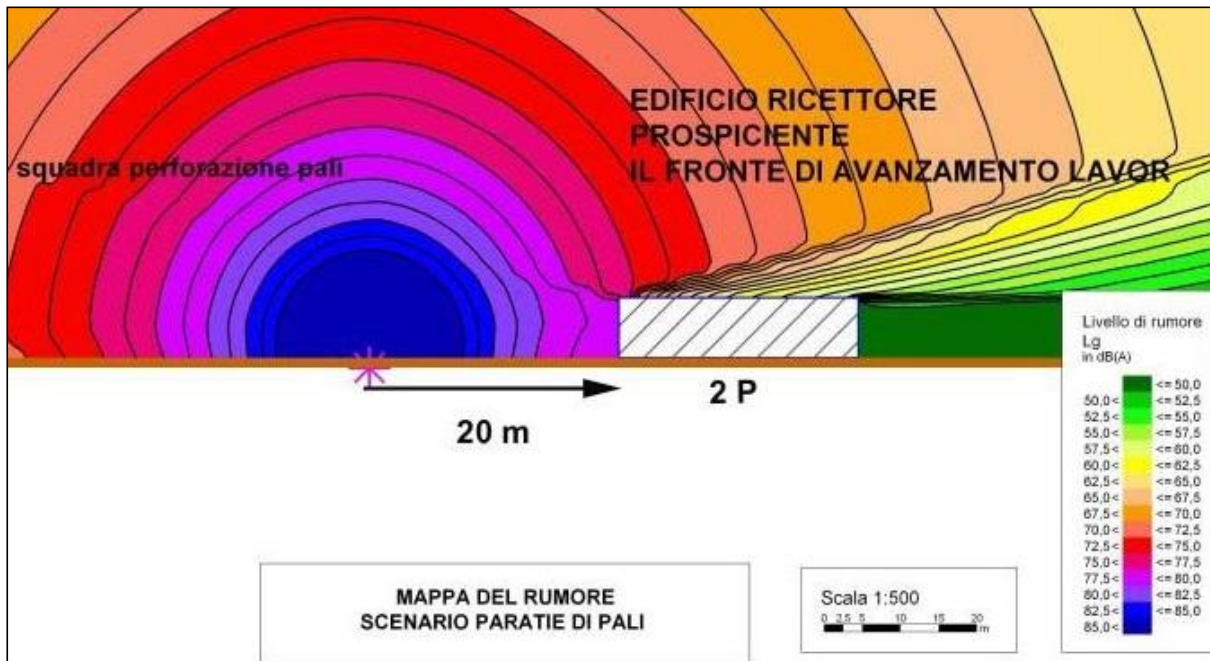 EDIFICIO RICETTORE
PROSPICIENTE
IL FRONTE DI AVANZAMENTO LAVOR
squadra perforazione pali
20 m
2 P
MAPPA DEL RUMORE
SCENARIO PARATIE DI PALI
Scala 1:500
0 2,5 5 10 15 20
m
Livello di rumore
Lg
in dB(A)
<= 50,0
50,0< <= 52,5
52,5< <= 55,0
55,0< <= 57,5
57,5< <= 60,0
60,0< <= 62,5
62,5< <= 65,0
65,0< <= 67,5
67,5< <= 70,0
70,0< <= 72,5
72,5< <= 75,0
75,0< <= 77,5
77,5< <= 80,0
80,0< <= 82,5
82,5< <= 85,0
85,0<